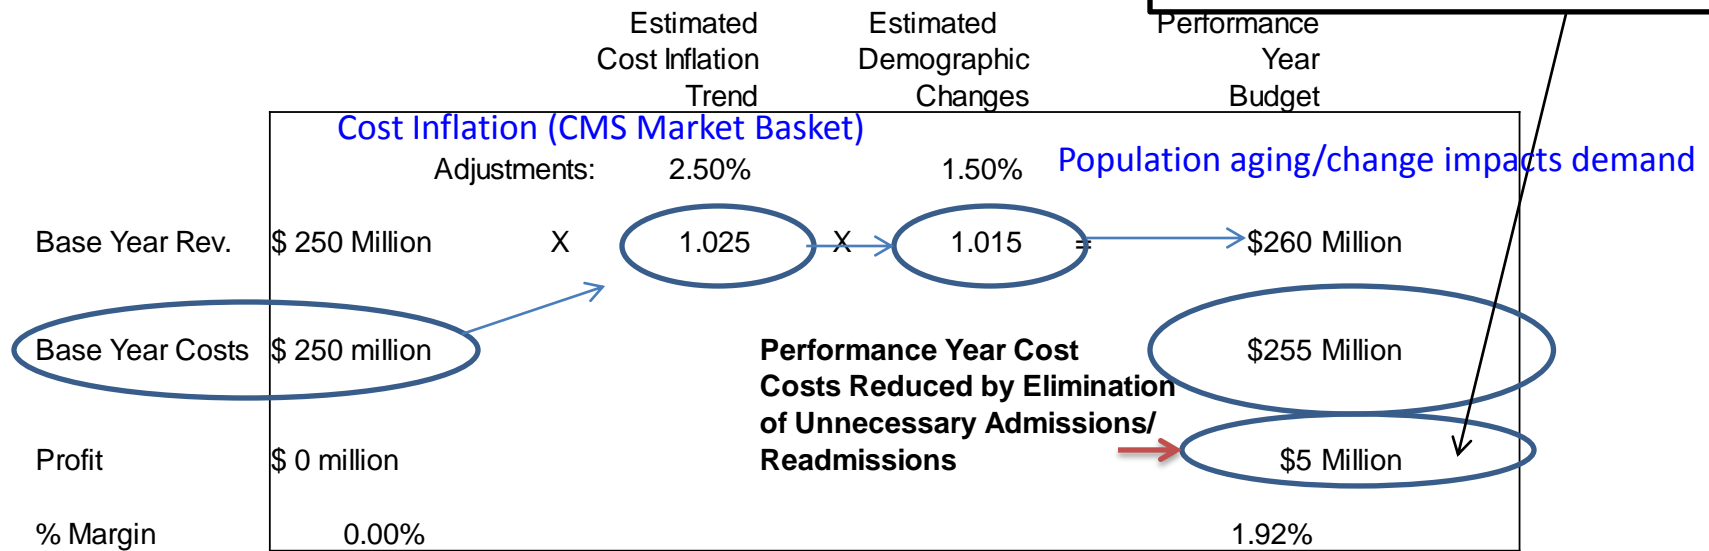 Estimated Estimated Performance
Cost Inflation Demographic Year
Trend Changes Budget
Cost Inflation (CMS Market Basket)
Adjustments: 2.50% 1.50% Population aging/change impacts demand
Base Year Rev. $ 250 Million X 1.025 X 1.015 = $260 Million
Base Year Costs $ 250 million Performance Year Cost $255 Million
Costs Reduced by Elimination
of Unnecessary Admissions/
Profit $ 0 million Readmissions $5 Million
% Margin 0.00% 1.92%